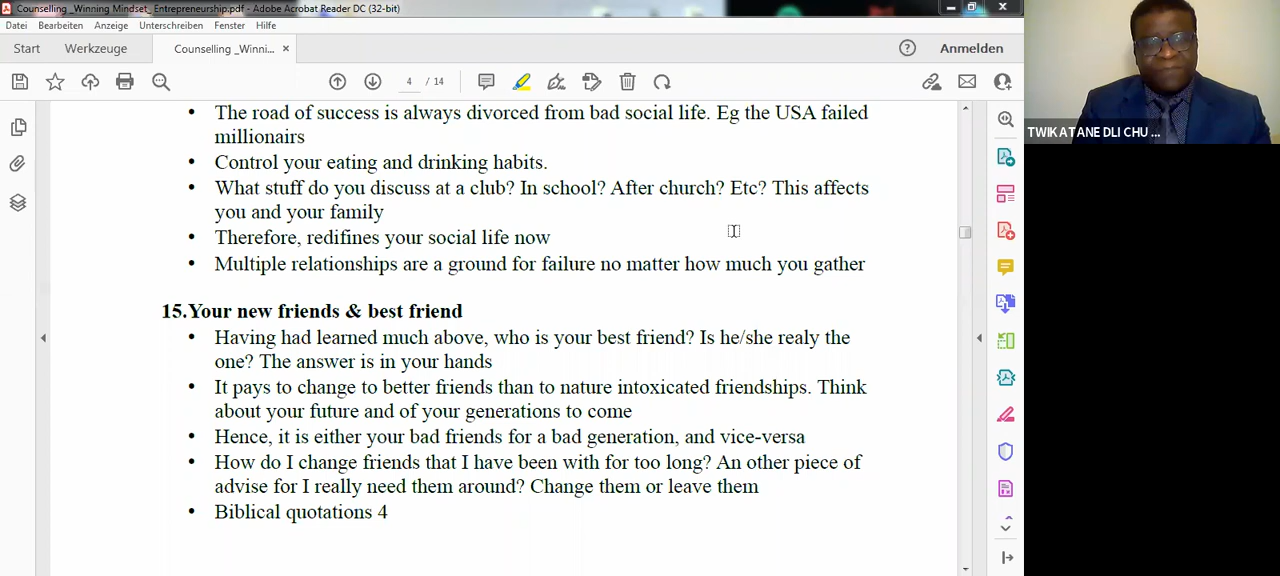 Counselling _Winning Mindset_ Entrepreneurship.pdf - Adobe Acrobat Reader DC (32-bit)
Datei Bearbeiten Anzeige Unterschreiben Fenster Hilfe
Start Werkzeuge Counselling _Winni... × Anmelden
4 / 14
• The road of success is always divorced from bad social life. Eg the USA failed
millionairs
• Control your eating and drinking habits.
• What stuff do you discuss at a club? In school? After church? Etc? This affects
you and your family
• Therefore, redifines your social life now
• Multiple relationships are a ground for failure no matter how much you gather
15.Your new friends & best friend
• Having had learned much above, who is your best friend? Is he/she realy the
one? The answer is in your hands
• It pays to change to better friends than to nature intoxicated friendships. Think
about your future and of your generations to come
• Hence, it is either your bad friends for a bad generation, and vice-versa
• How do I change friends that I have been with for too long? An other piece of
advise for I really need them around? Change them or leave them
• Biblical quotations 4
TWIKATANE DLI CHU ...